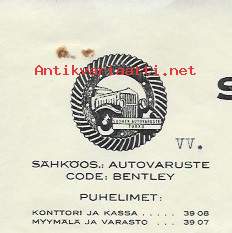 Antikvariaatti.net
S
SUOMEN AUTOVARUSTE
TURKU
VV.
SÄHKÖOS.: AUTOVARUSTE
CODE: BENTLEY
PUHELIMET:
KONTTORI JA KASSA ..... 39 08
MYYMÄLÄ JA VARASTO ... 39 07